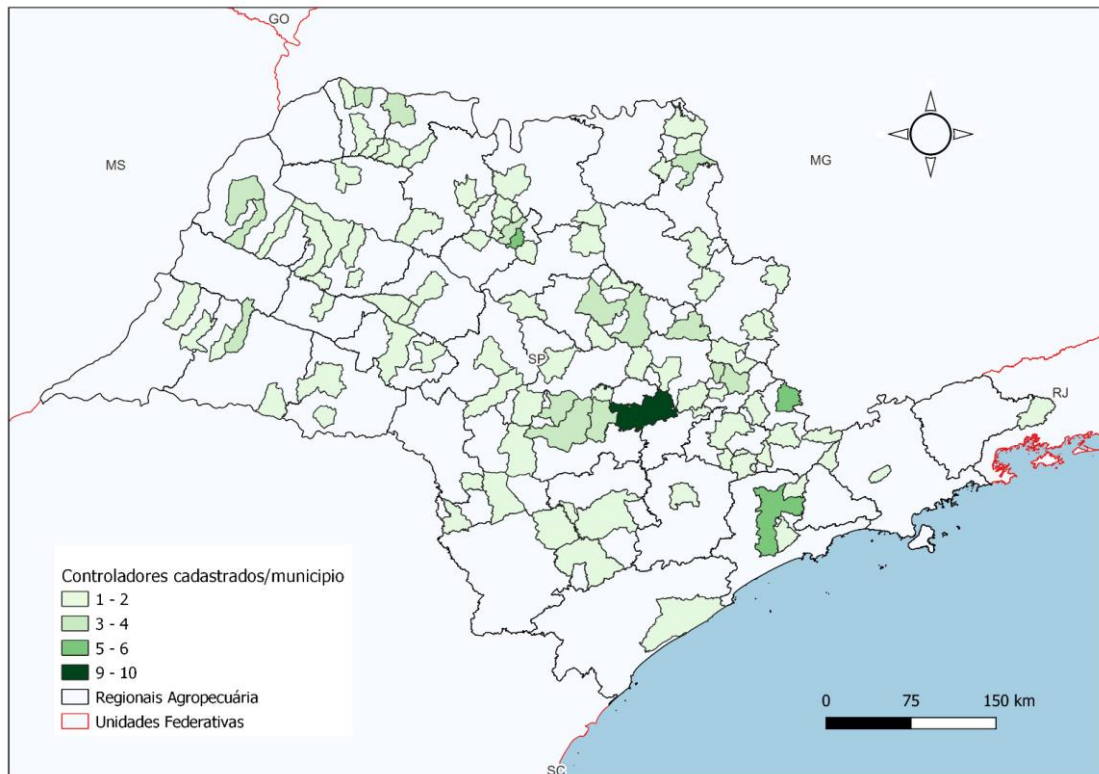 GO
MS
MG
SP
RJ
Controladores cadastrados/municipio
1 - 2
3 - 4
5 - 6
9 - 10
Regionais Agropecuária
Unidades Federativas
0 75 150 km
SC